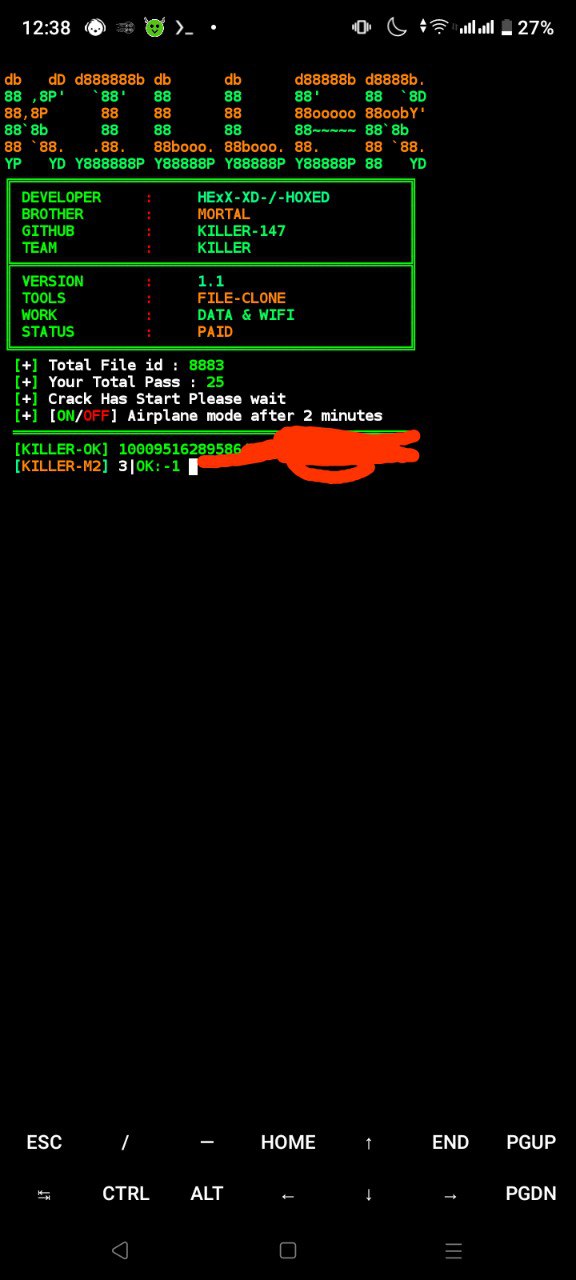 12:38 27%
db dD d888888b db db d88888b d8888b.
88 ,8P' `88' 88 88 88' 88 `8D
88,8P 88 88 88 88ooooo 88oobY'
88`8b 88 88 88 88~~~~~ 88`8b
88 `88. .88. 88booo. 88booo. 88. 88 `88.
YP YD Y888888P Y88888P Y88888P Y88888P 88 YD
DEVELOPER : HExX-XD-/-HOXED
BROTHER : MORTAL
GITHUB : KILLER-147
TEAM : KILLER
VERSION : 1.1
TOOLS : FILE-CLONE
WORK : DATA & WIFI
STATUS : PAID
[+] Total File id : 8883
[+] Your Total Pass : 25
[+] Crack Has Start Please wait
[+] [ON/OFF] Airplane mode after 2 minutes
[KILLER-OK] 1000951628958
[KILLER-M2] 3|OK:-1
ESC / — HOME ↑ END PGUP
↹ CTRL ALT ← ↓ → PGDN